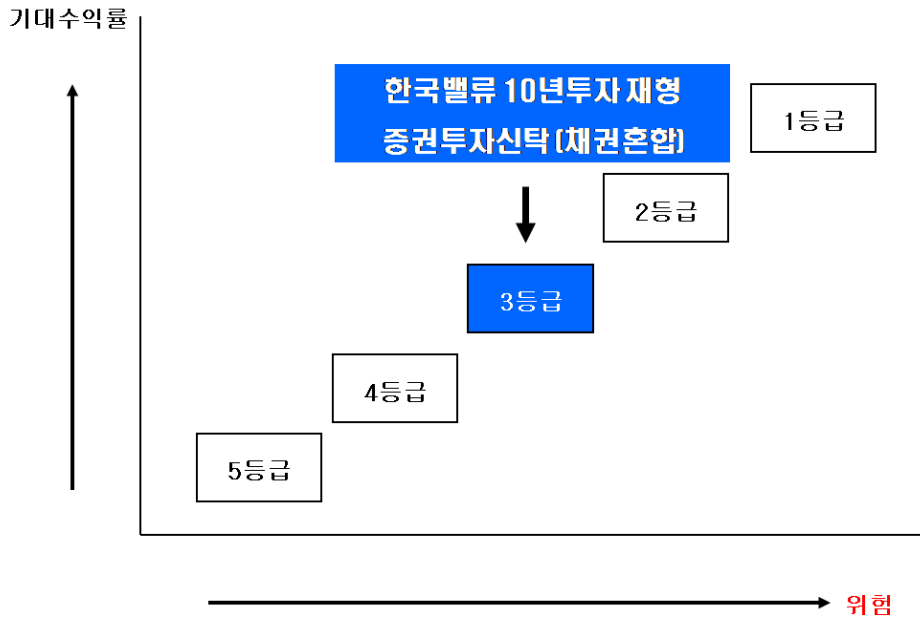 기대수익률
한국밸류 10년투자 재형
증권투자신탁 (채권혼합)
1등급
2등급
3등급
4등급
5등급
위험